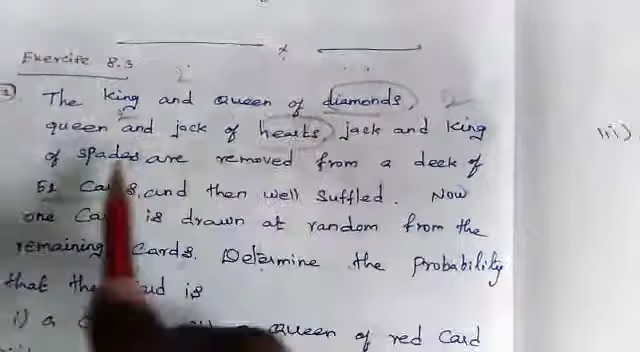 Exercise 8.3
The King and Queen of diamonds, 2
queen and jack of hearts, jack and King
of spades are removed from a deck of
52 Cards, and then well suffled. Now
one is drawn at random from the
remaining Cards. Determine the Probability
that the is
i) a Queen of red Card